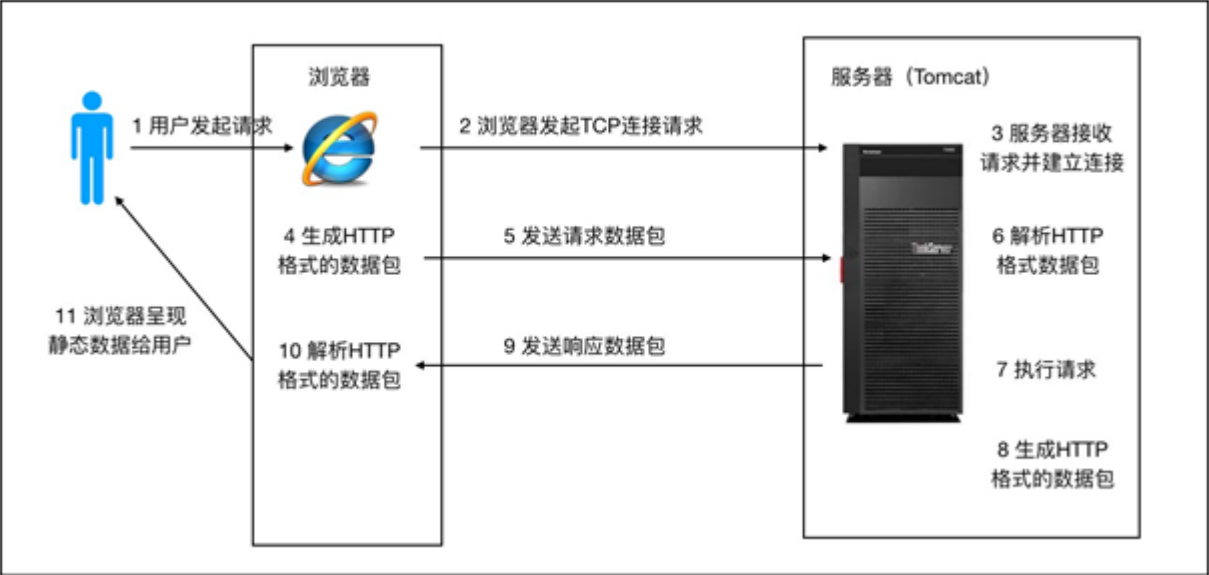 浏览器
服务器（Tomcat）
1 用户发起请求
2 浏览器发起TCP连接请求
3 服务器接收
请求并建立连接
4 生成HTTP
格式的数据包
5 发送请求数据包
6 解析HTTP
格式数据包
ThinkServer
7 执行请求
8 生成HTTP
格式的数据包
9 发送响应数据包
10 解析HTTP
格式的数据包
11 浏览器呈现
静态数据给用户